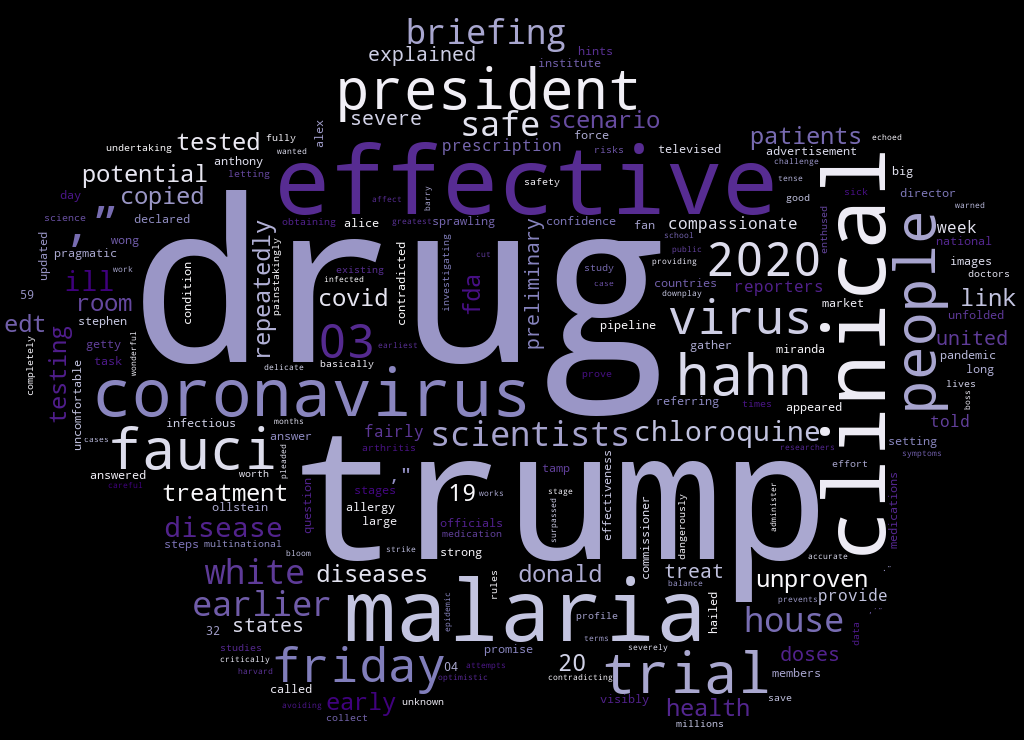 briefing
explained
hints
institute
president
severe
safe
scenario
alex
force
tested
fully
undertaking
wanted
prescription
risks
televised
patients
echoed
advertisement
anthony
letting
potential
effective
safety
challenge
tense
big
clinical
day
copied
affect
barry
good
sick
director
warned
science
”
,
declared
drug
obtaining
alice
greatest
sprawling
confidence
fan
compassionate
school
public
enthused
people
week
national
wong
updated
pragmatic
repeatedly
painstakingly
contradicted
investigating
cut
preliminary
providing
2020
images
doctors
work
condition
existing
infected
study
case
countries
downplay
reporters
ill
room
covid
fda
59
market
link
unfolded
edt
stephen
03
pipeline
virus
united
getty
task
wonderful
testing
completely
basically
earliest
gather
miranda
pandemic
long
delicate
prove
hahn
lives
boss
coronavirus
referring
times
appeared
uncomfortable
infectious
months
told
cases
answer
fairly
scientists
chloroquine
setting
fauci
arthritis
researchers
symptoms
answered
worth
pleaded
trump
,"
tamp
effort
careful
treatment
question
stages
19
works
stage
effectiveness
commissioner
dangerously
administer
medications
ollstein
allergy
large
surpassed
officials
medication
disease
steps
multinational
bloom
strike
strong
accurate
white
diseases
donald
treat
balance
unproven
rules
prevents
provide
earlier
malaria
epidemic
profile
hailed
house
32
states
terms
data
studies
critically
promise
severely
doses
harvard
friday
04
attempts
optimistic
20
contradicting
trial
members
called
early
unknown
visibly
health
save
avoiding
collect
millions